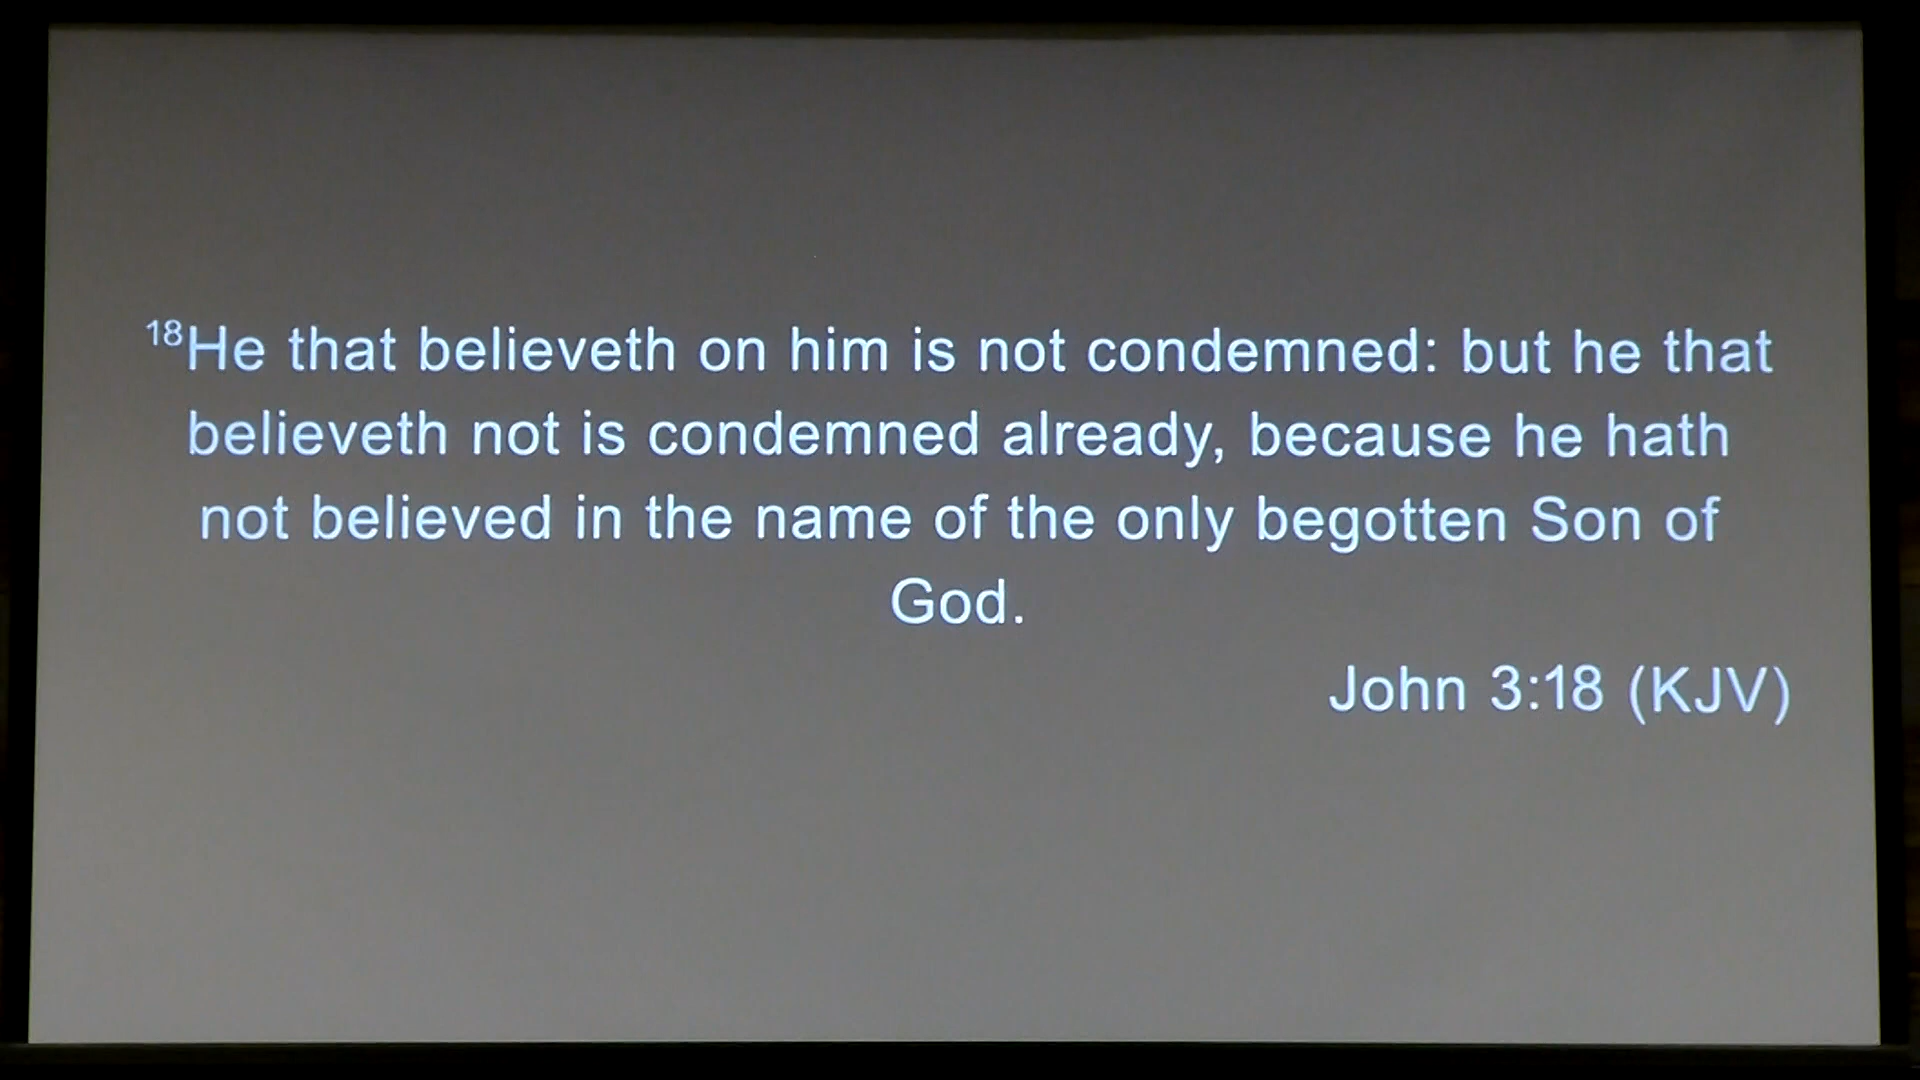 18He that believeth on him is not condemned: but he that
believeth not is condemned already, because he hath
not believed in the name of the only begotten Son of
God.
John 3:18 (KJV)